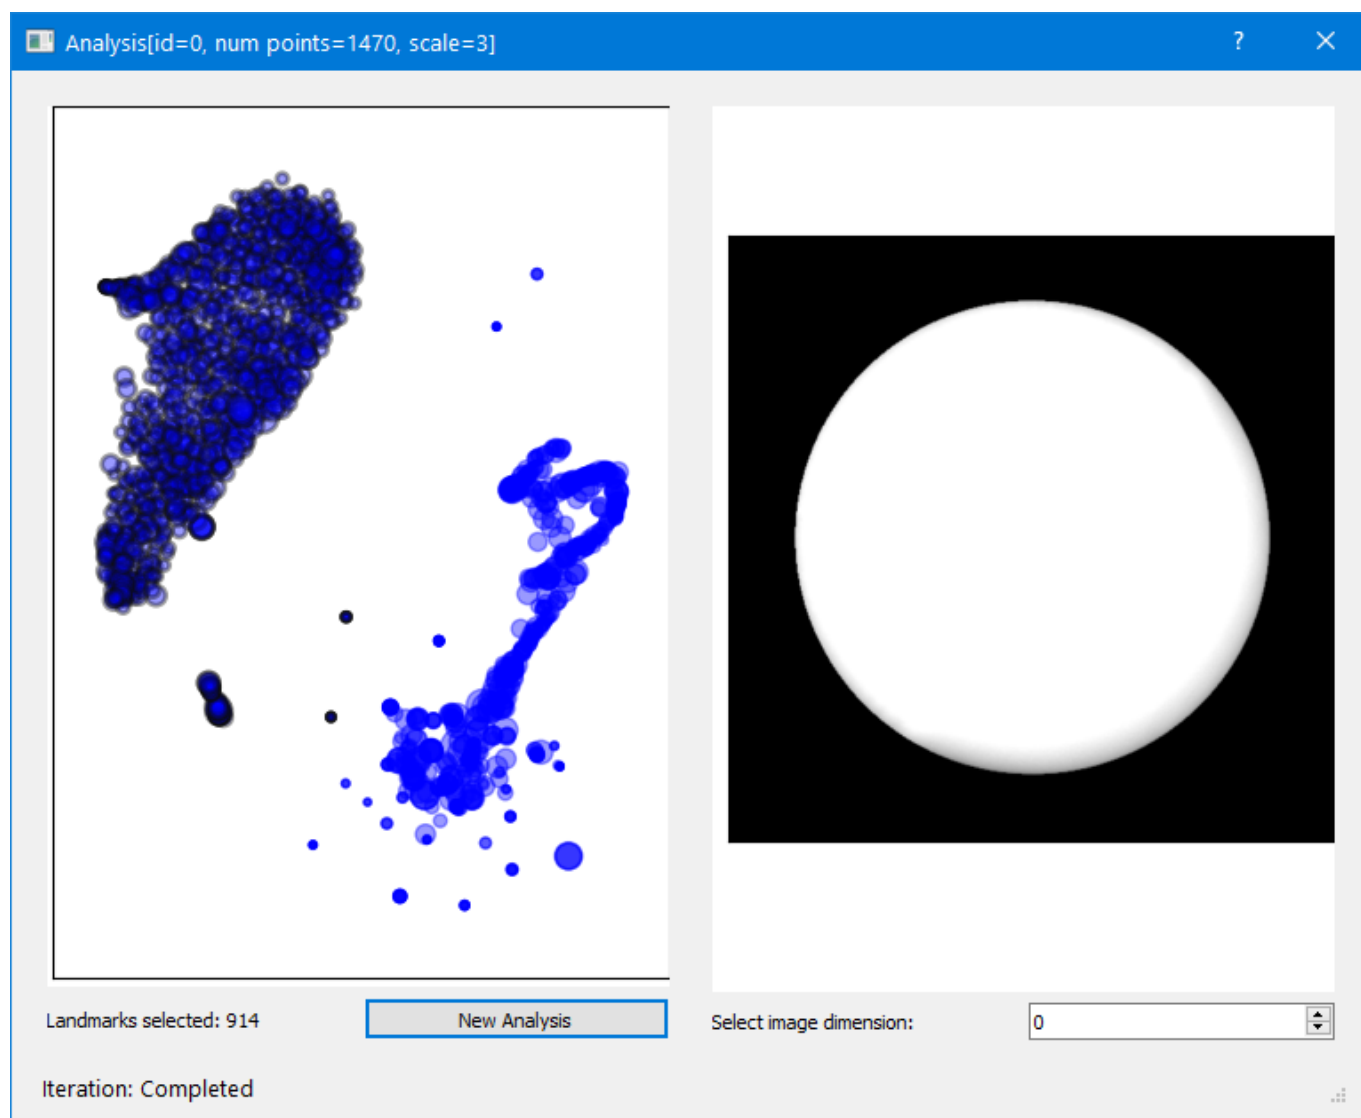 Analysis[id=0, num points=1470, scale=3]
?
Landmarks selected: 914
New Analysis
Select image dimension:
0
Iteration: Completed